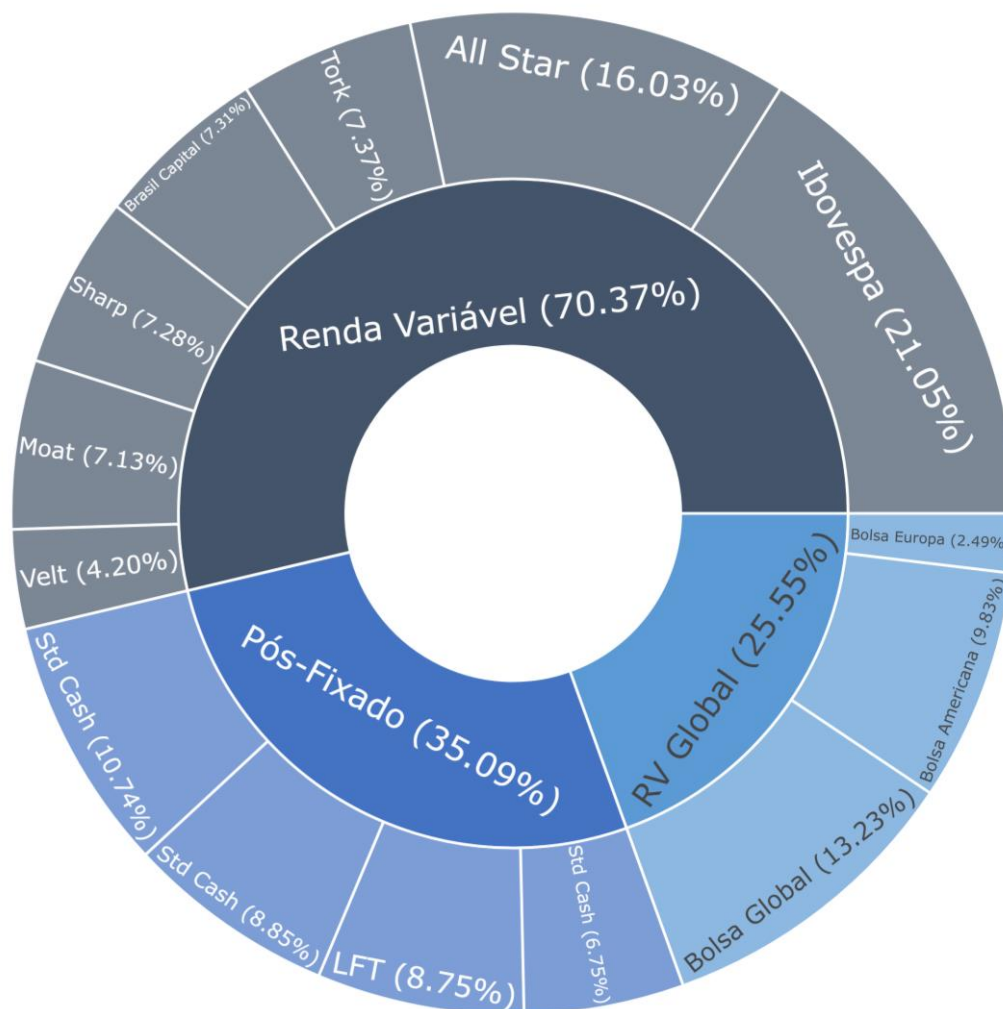 All Star (16.03%)
Ibovespa (21.05%)
Tork (7.37%)
Brasil Capital (7.31%)
Sharp (7.28%)
Moat (7.13%)
Velt (4.20%)
Renda Variável (70.37%)
Pós-Fixado (35.09%)
RV Global (25.55%)
Bolsa Europa (2.49%
Bolsa Americana (9.83%)
Bolsa Global (13.23%)
Std Cash (10.74%)
Std Cash (8.85%)
LFT (8.75%)
Std Cash (6.75%)